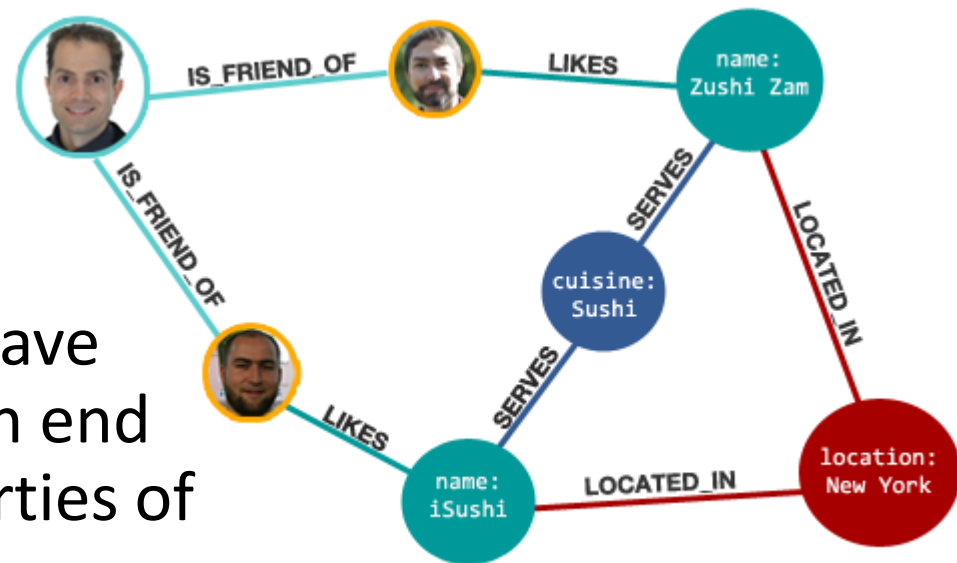 IS_FRIEND_OF
LIKES
name:
Zushi Zam
IS_FRIEND_OF
SERVES
LOCATED_IN
cuisine:
Sushi
ave
n end
rties of
SERVES
LIKES
name:
iSushi
LOCATED_IN
location:
New York